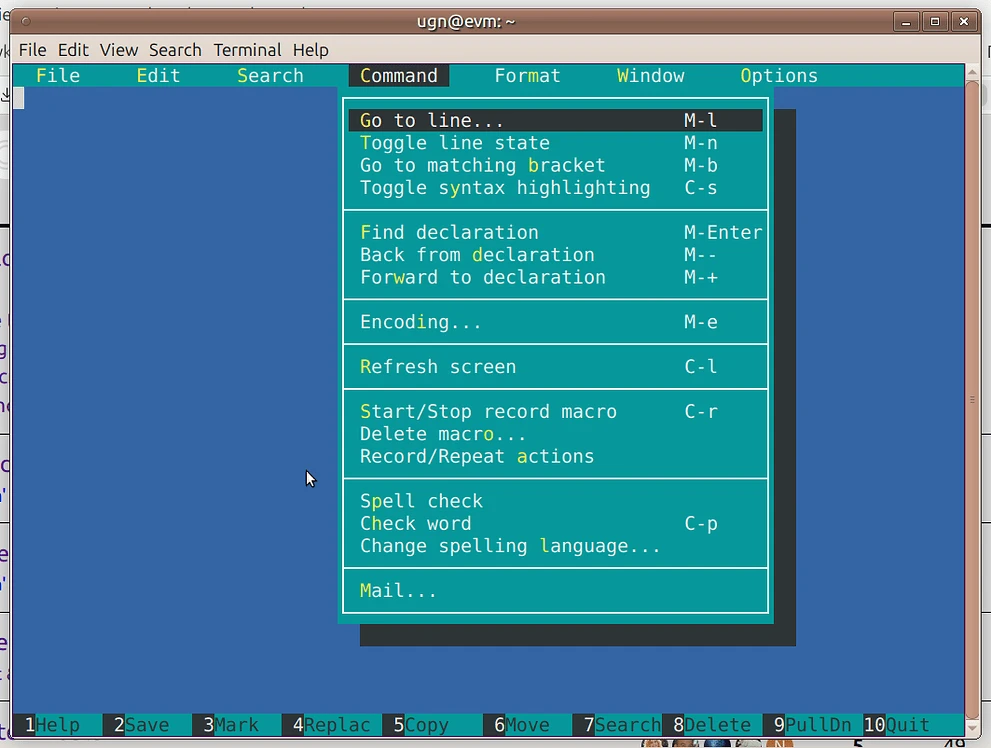 ugn@evm: ~
File Edit View Search Terminal Help
File Edit Search Command Format Window Options
Go to line... M-l
Toggle line state M-n
Go to matching bracket M-b
Toggle syntax highlighting C-s
Find declaration M-Enter
Back from declaration M--
Forward to declaration M-+
Encoding... M-e
Refresh screen C-l
Start/Stop record macro C-r
Delete macro...
Record/Repeat actions
Spell check
Check word C-p
Change spelling language...
Mail...
1Help 2Save 3Mark 4Replac 5Copy 6Move 7Search 8Delete 9PullDn 10Quit